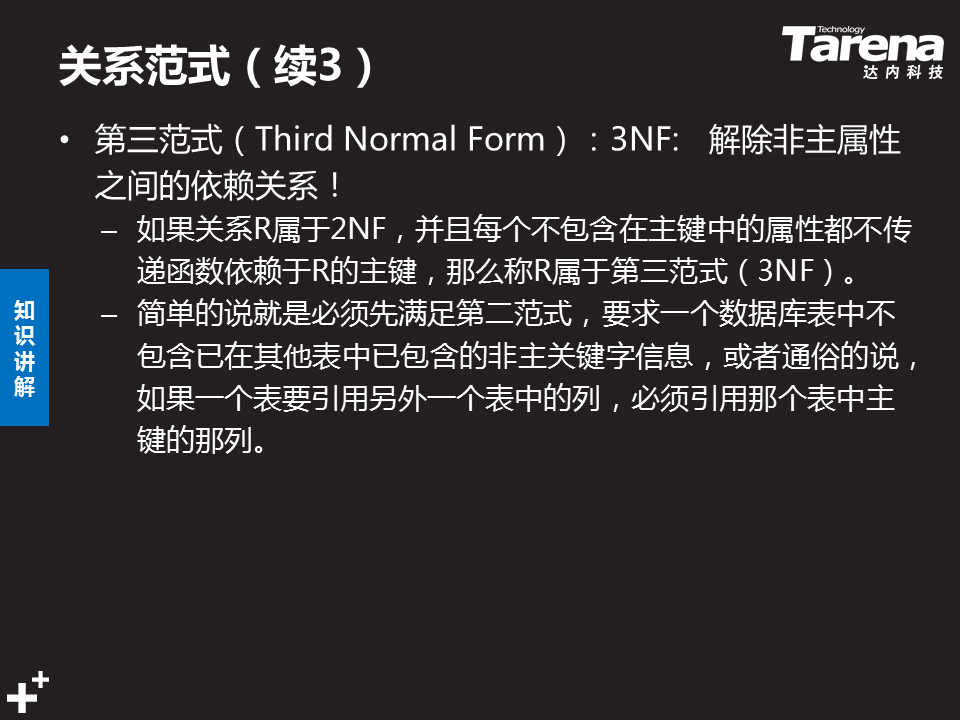 关系范式（续3）
Technology
Tarena
达内科技
• 第三范式（Third Normal Form）：3NF: 解除非主属性
之间的依赖关系！
– 如果关系R属于2NF，并且每个不包含在主键中的属性都不传
递函数依赖于R的主键，那么称R属于第三范式（3NF）。
– 简单的说就是必须先满足第二范式，要求一个数据库表中不
包含已在其他表中已包含的非主关键字信息，或者通俗的说，
如果一个表要引用另外一个表中的列，必须引用那个表中主
键的那列。
知
识
讲
解